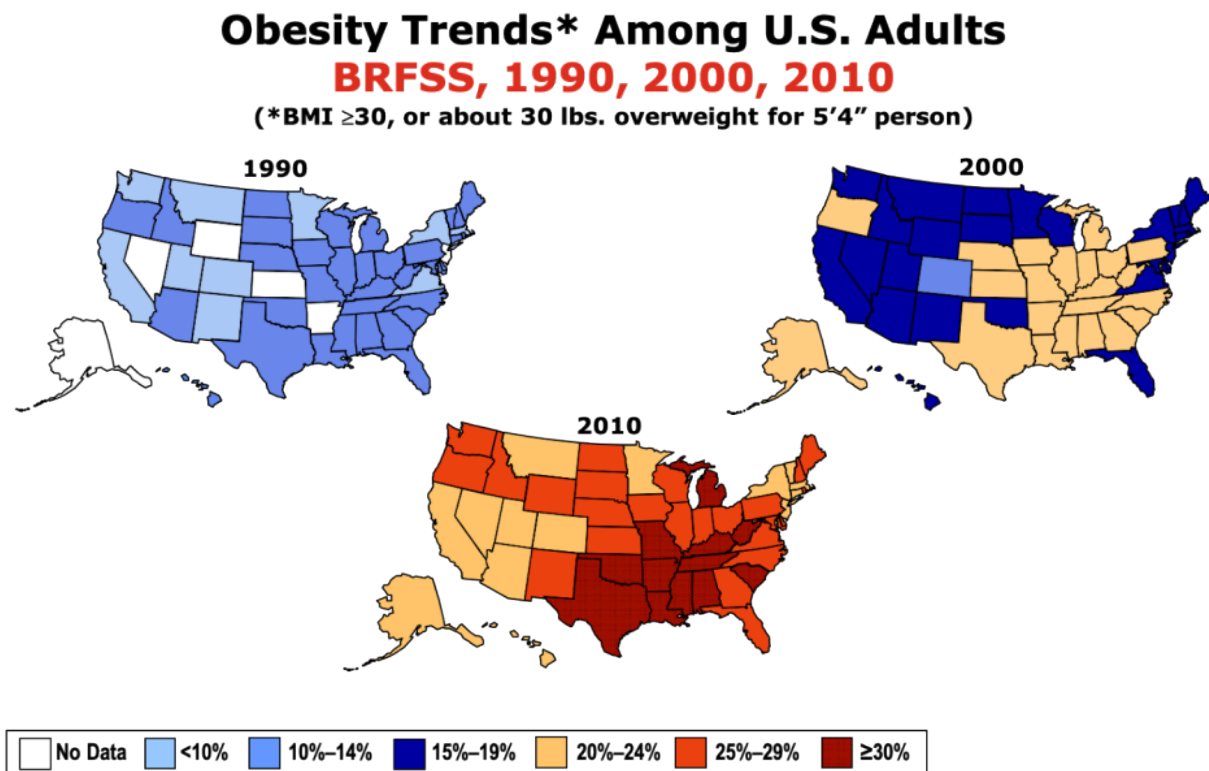 Obesity Trends* Among U.S. Adults
BRFSS, 1990, 2000, 2010
(*BMI ≥30, or about 30 lbs. overweight for 5’4” person)
1990
2000
2010
No Data <10% 10%–14% 15%–19% 20%–24% 25%–29% ≥30%